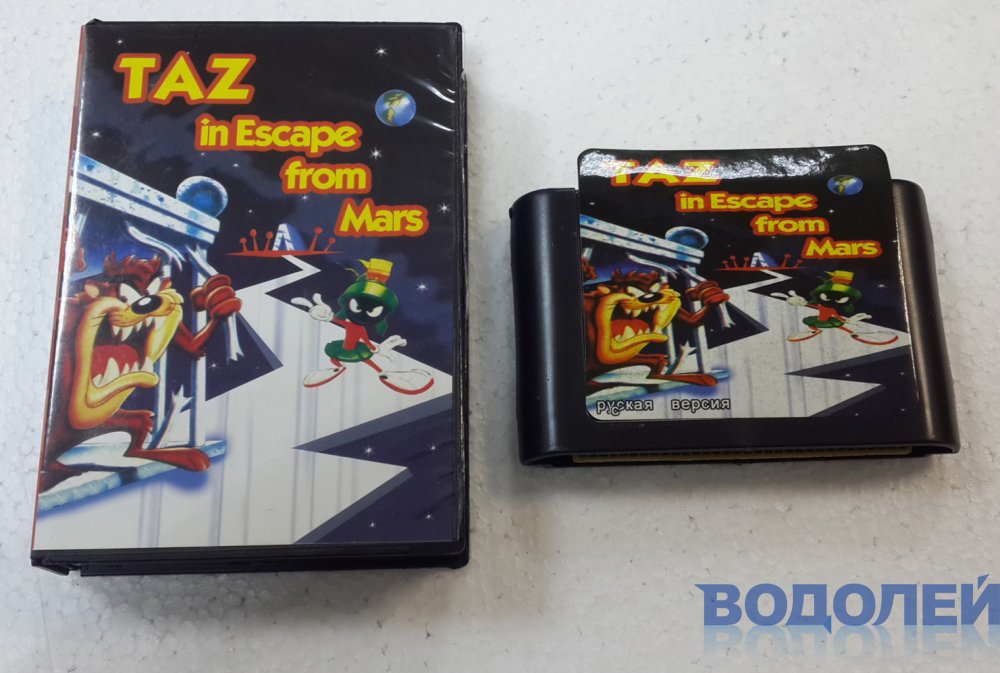 TAZ
in Escape
from
Mars
TAZ
in Escape
from
Mars
руская версия
с
ВОДОЛЕЙ